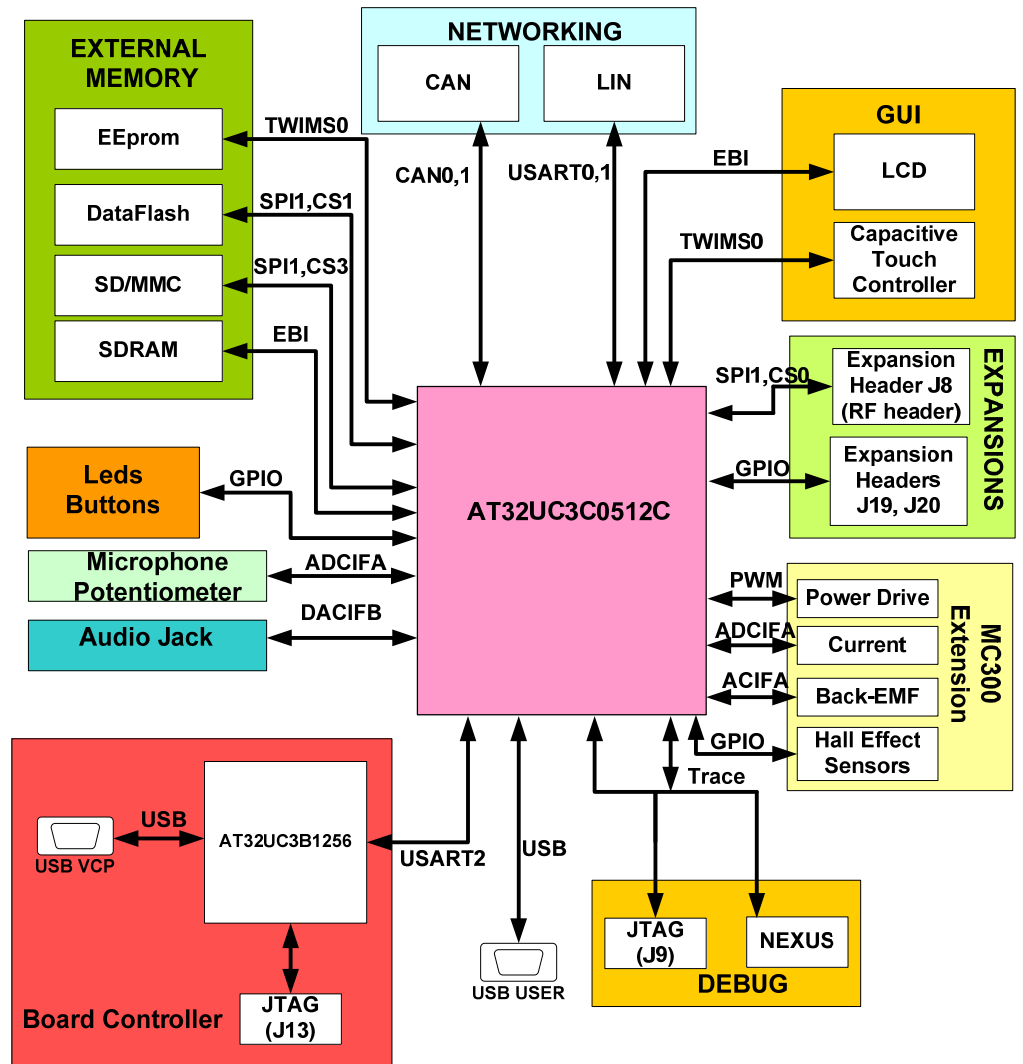 NETWORKING
CAN
LIN
EXTERNAL
MEMORY
EEprom
DataFlash
SD/MMC
SDRAM
TWIMS0
SPI1,CS1
SPI1,CS3
EBI
CAN0,1
USART0,1
EBI
TWIMS0
GUI
LCD
Capacitive
Touch
Controller
SPI1,CS0
GPIO
Expansion
Header J8
(RF header)
Expansion
Headers
J19, J20
EXPANSIONS
Leds
Buttons
GPIO
Microphone
Potentiometer
ADCIFA
Audio Jack
DACIFB
AT32UC3C0512C
PWM
ADCIFA
ACIFA
GPIO
Power Drive
Current
Back-EMF
Hall Effect
Sensors
MC300
Extension
Trace
USB
USB VCP
AT32UC3B1256
USART2
USB
JTAG
(J13)
Board Controller
USB USER
JTAG
(J9)
NEXUS
DEBUG